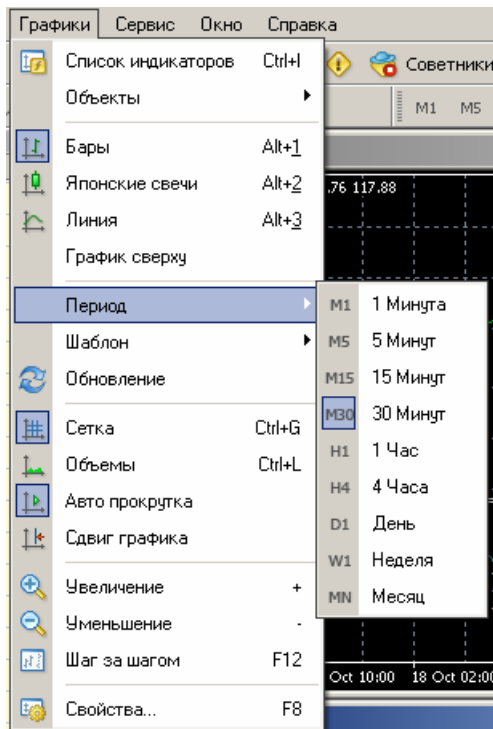 Графики Сервис Окно Справка
Список индикаторов Ctrl+I
Советники
Объекты
M1 M5
Бары Alt+1
Японские свечи Alt+2
.76 117.88
Линия Alt+3
График сверху
Период
M1 1 Минута
Шаблон
M5 5 Минут
Обновление
M15 15 Минут
M30 30 Минут
Сетка Ctrl+G
H1 1 Час
Объемы Ctrl+L
H4 4 Часа
Авто прокрутка
D1 День
Сдвиг графика
W1 Неделя
Увеличение +
MN Месяц
Уменьшение -
Шаг за шагом F12
Oct 10:00 18 Oct 02:00
Свойства... F8